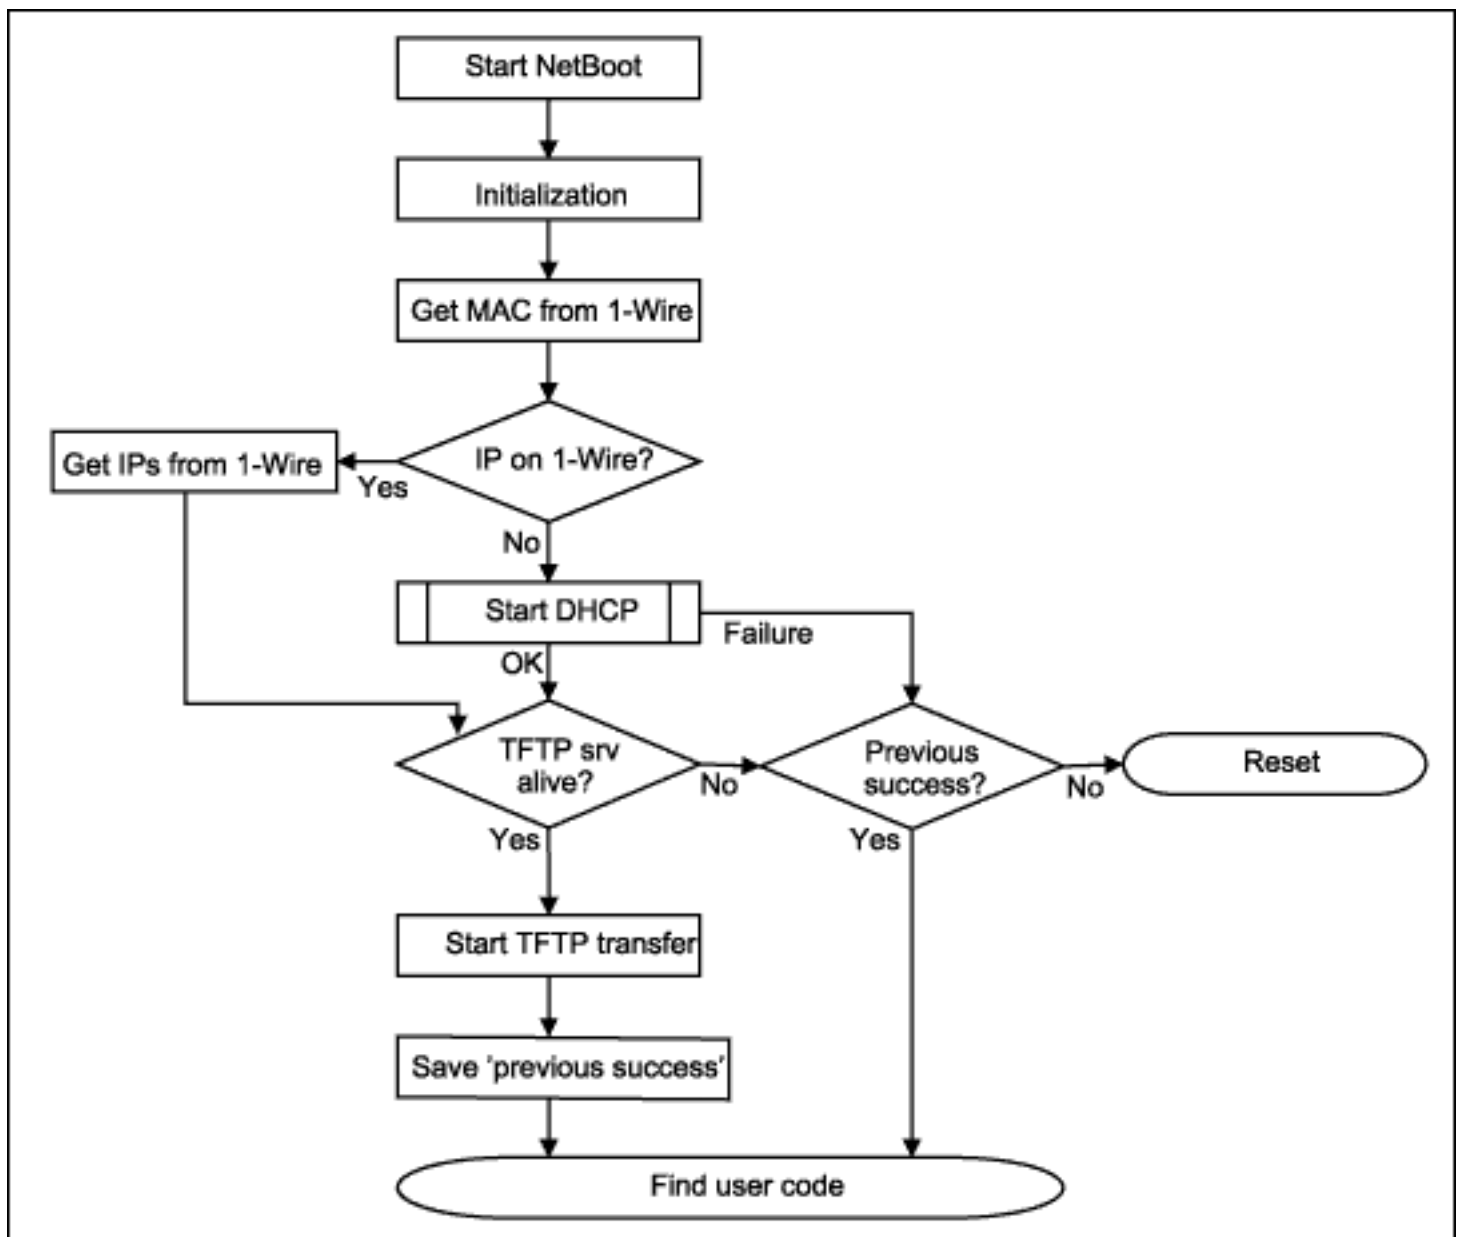 Start NetBoot
Initialization
Get MAC from 1-Wire
IP on 1-Wire?
Get IPs from 1-Wire
Yes
No
Start DHCP
Failure
OK
TFTP srv
alive?
No
Previous
success?
No
Reset
Yes
Yes
Start TFTP transfer
Save 'previous success'
Find user code